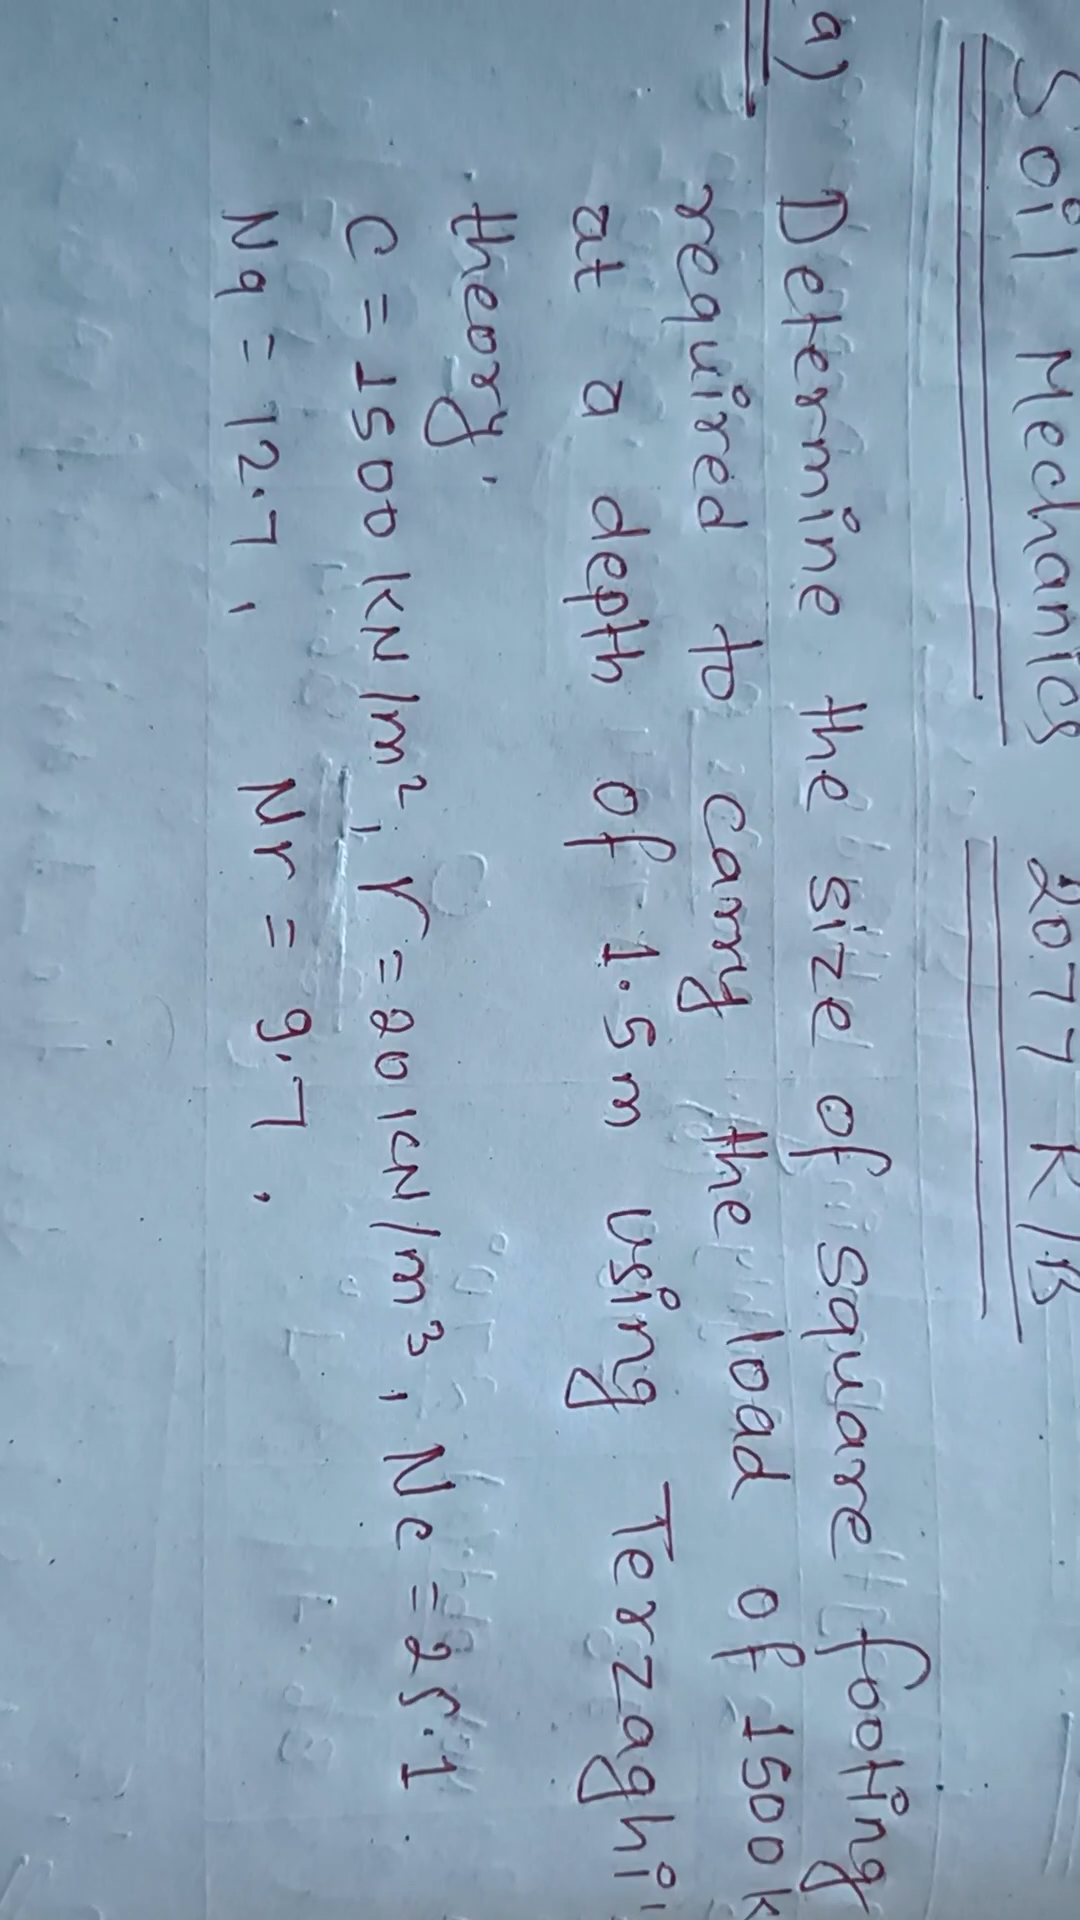 Soil Mechanics 2077 R/B
a) Determine the size of square footing
required to carry the load of 1500 k
at a depth of 1.5m using Terzaghi'
theory.
C = 1500 kN/m², γ = 20 kN/m³, Nc = 25.1
Nq = 12.7, Nr = 9.7.